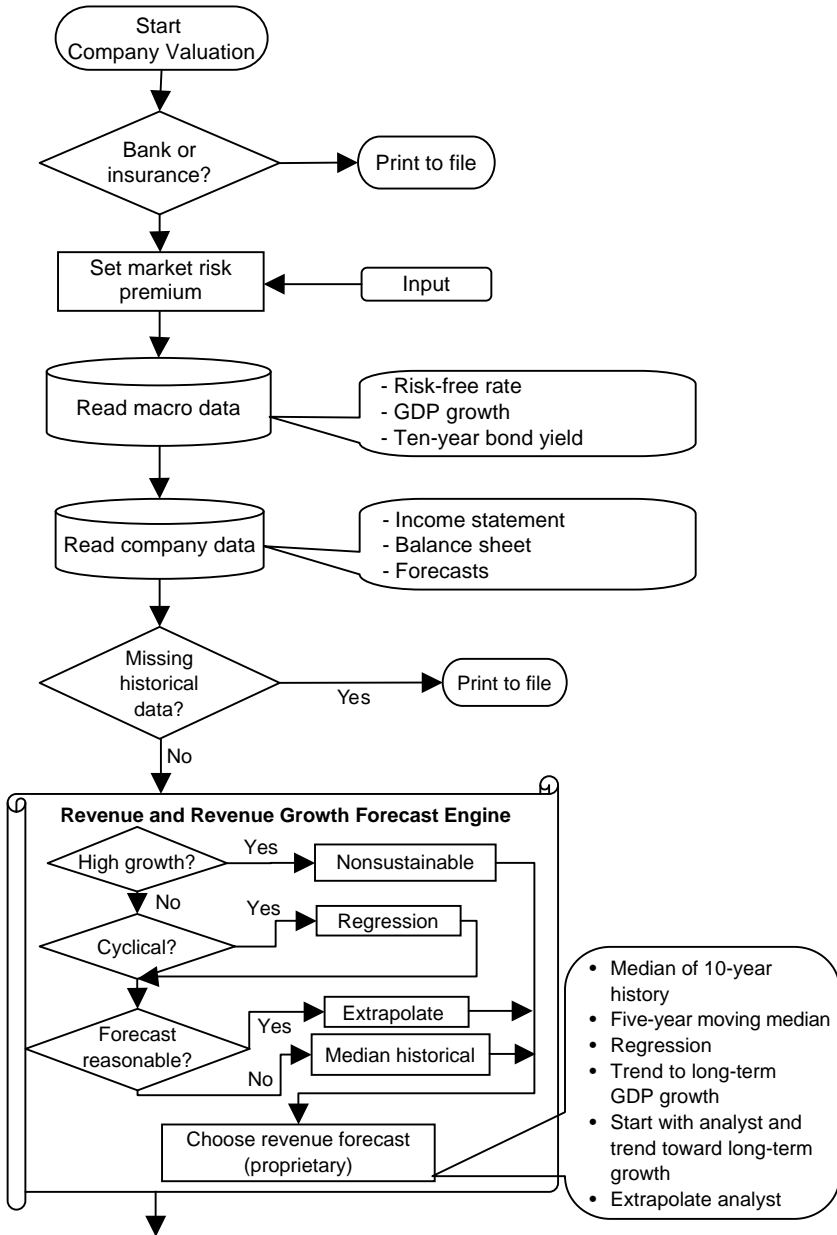 Start
Company Valuation
Bank or
insurance?
Print to file
Set market risk
premium
Input
Read macro data
- Risk-free rate
- GDP growth
- Ten-year bond yield
Read company data
- Income statement
- Balance sheet
- Forecasts
Missing
historical
data?
Yes
Print to file
No
Revenue and Revenue Growth Forecast Engine
High growth?
Yes
Nonsustainable
No
Yes
Regression
Cyclical?
Yes
Extrapolate
Forecast
reasonable?
No
Median historical
Choose revenue forecast
(proprietary)
• Median of 10-year
history
• Five-year moving median
• Regression
• Trend to long-term
GDP growth
• Start with analyst and
trend toward long-term
growth
• Extrapolate analyst